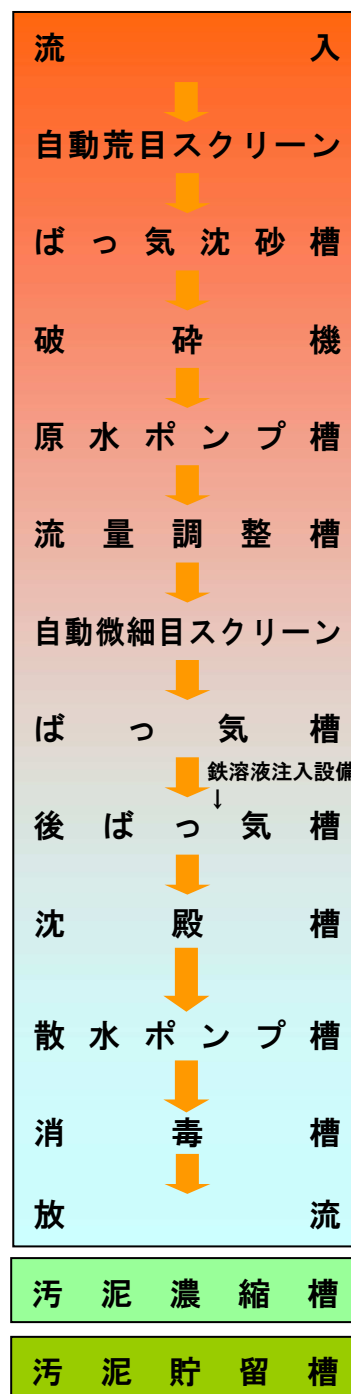 流入
自動荒目スクリーン
ばっ気沈砂槽
破砕機
原水ポンプ槽
流量調整槽
自動微細目スクリーン
ばっ気槽
鉄溶液注入設備
↓
後ばっ気槽
沈殿槽
散水ポンプ槽
消毒槽
放流
汚泥濃縮槽
汚泥貯留槽